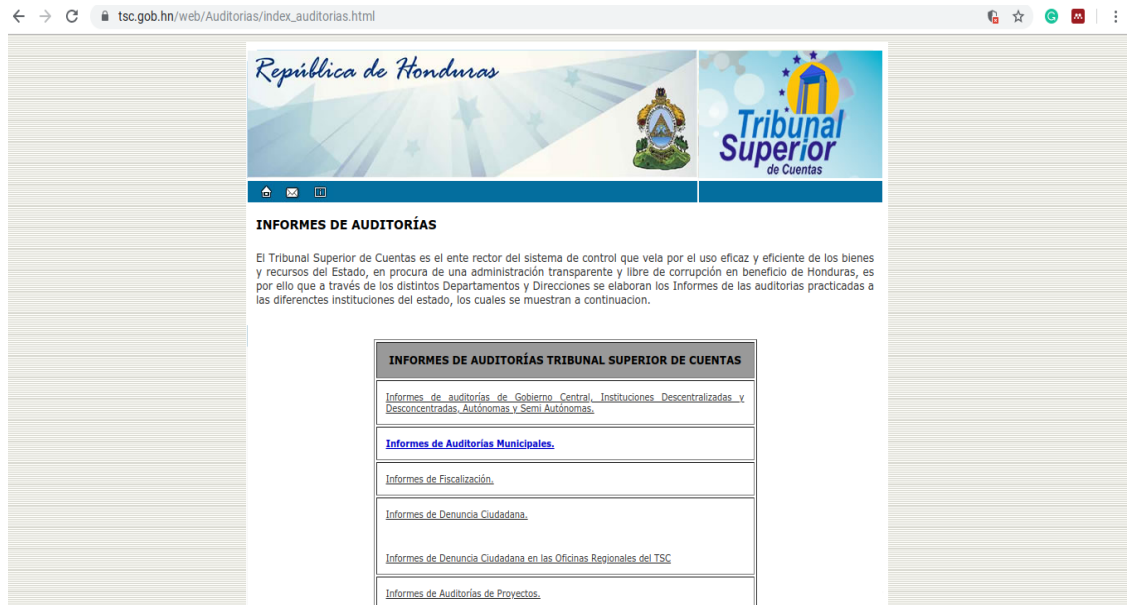 tsc.gob.hn/web/Auditorias/index_auditorias.html
República de Honduras
Tribunal
Superior
de Cuentas
INFORMES DE AUDITORÍAS
El Tribunal Superior de Cuentas es el ente rector del sistema de control que vela por el uso eficaz y eficiente de los bienes
y recursos del Estado, en procura de una administración transparente y libre de corrupción en beneficio de Honduras, es
por ello que a través de los distintos Departamentos y Direcciones se elaboran los Informes de las auditorias practicadas a
las diferenctes instituciones del estado, los cuales se muestran a continuacion.
INFORMES DE AUDITORÍAS TRIBUNAL SUPERIOR DE CUENTAS
Informes de auditorías de Gobierno Central, Instituciones Descentralizadas y
Desconcentradas, Autónomas y Semi Autónomas.
Informes de Auditorias Municipales.
Informes de Fiscalización.
Informes de Denuncia Ciudadana.
Informes de Denuncia Ciudadana en las Oficinas Regionales del TSC
Informes de Auditorías de Proyectos.